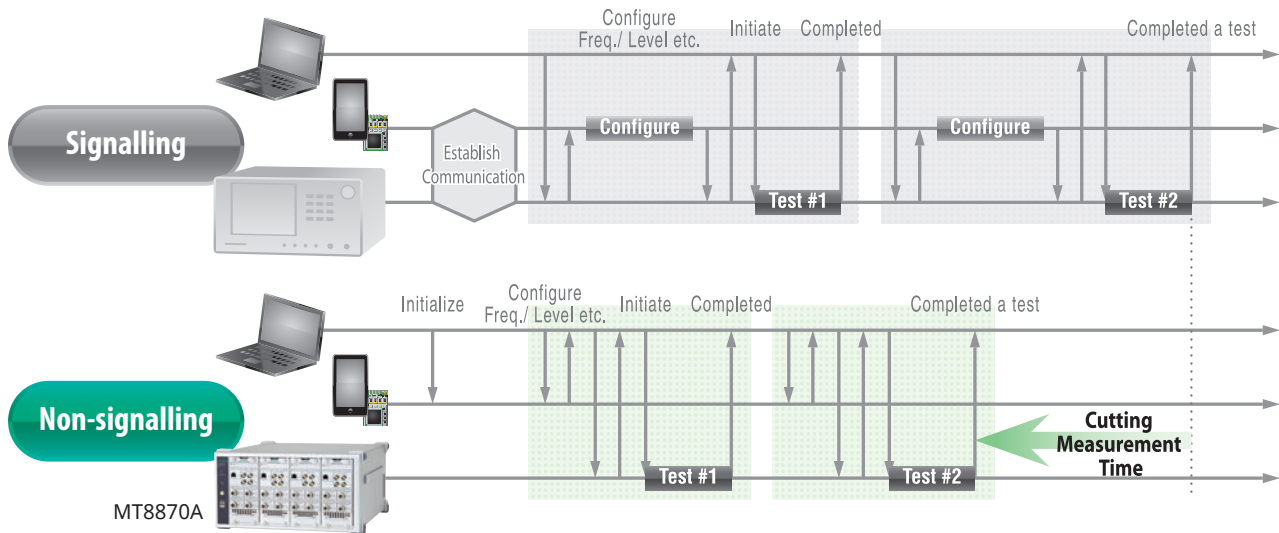 Configure
Freq./ Level etc.
Initiate
Completed
Completed a test
Signalling
Establish
Communication
Configure
Configure
Test #1
Test #2
Initialize
Configure
Freq./ Level etc.
Initiate
Completed
Completed a test
Non-signalling
Cutting
Measurement
Time
Test #1
Test #2
MT8870A